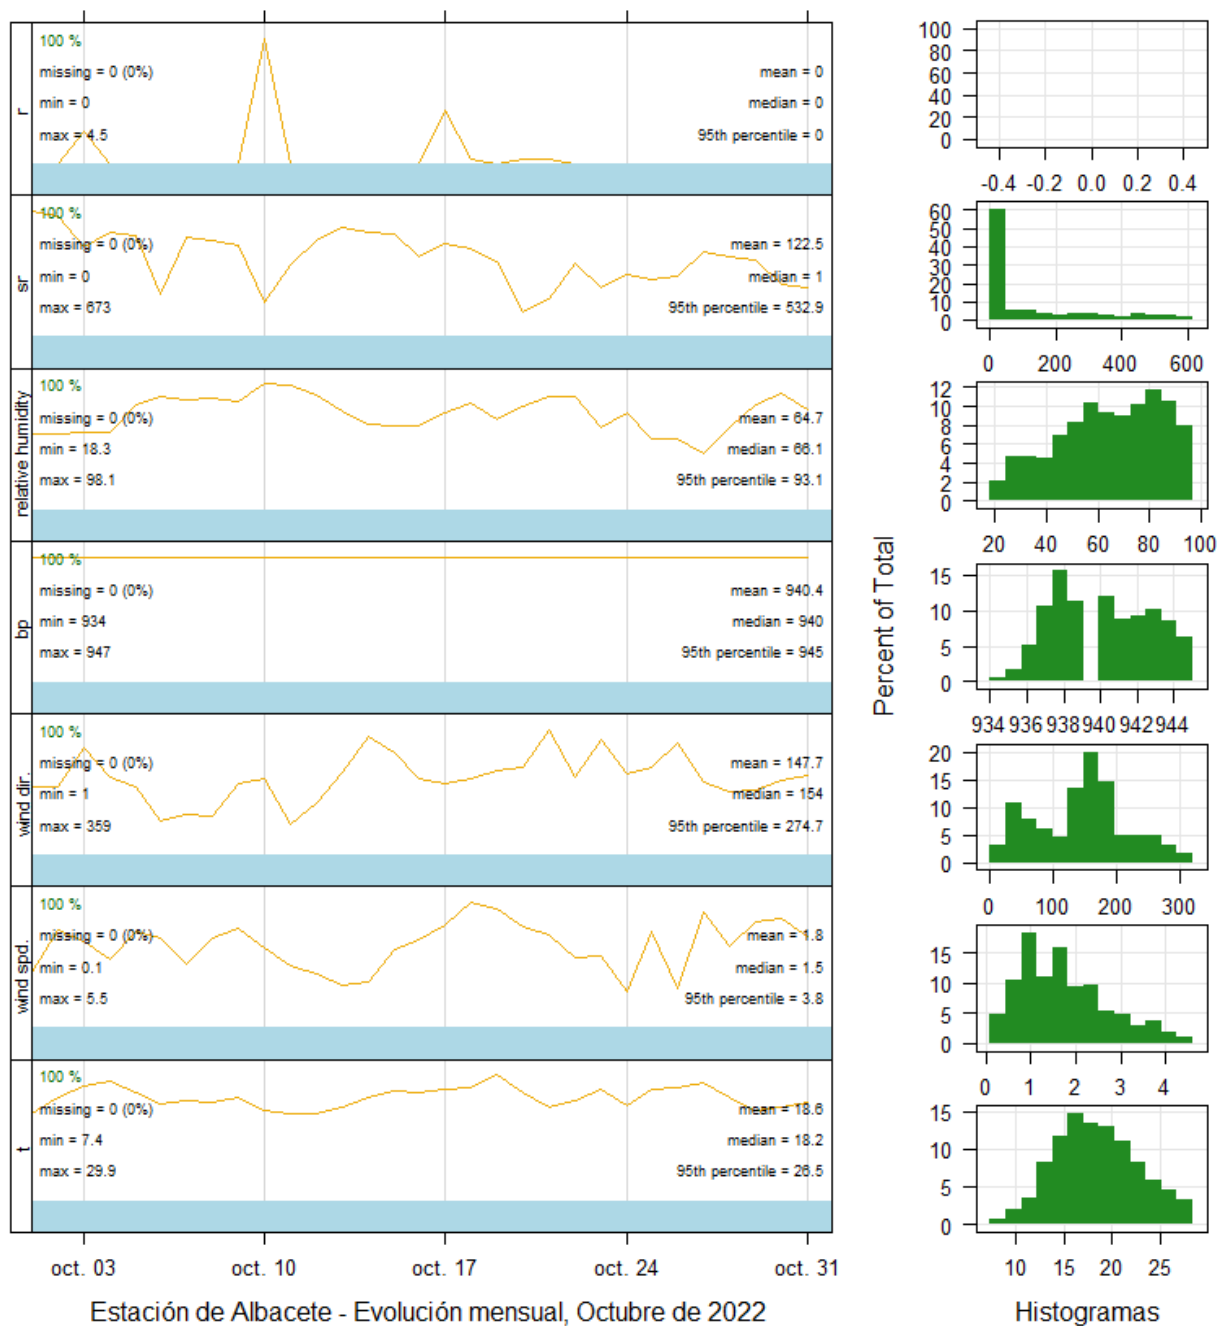 r
100 %
missing = 0 (0%)
min = 0
max = 4.5
mean = 0
median = 0
95th percentile = 0
100
80
60
40
20
0
-0.4 -0.2 0.0 0.2 0.4
sr
100 %
missing = 0 (0%)
min = 0
max = 673
mean = 122.5
median = 1
95th percentile = 532.9
60
50
40
30
20
10
0
0 200 400 600
relative humidity
100 %
missing = 0 (0%)
min = 18.3
max = 98.1
mean = 64.7
median = 66.1
95th percentile = 93.1
12
10
8
6
4
2
0
20 40 60 80 100
bp
100 %
missing = 0 (0%)
min = 934
max = 947
mean = 940.4
median = 940
95th percentile = 945
15
10
5
0
934 936 938 940 942 944
wind dir.
100 %
missing = 0 (0%)
min = 1
max = 359
mean = 147.7
median = 154
95th percentile = 274.7
20
15
10
5
0
0 100 200 300
wind spd.
100 %
missing = 0 (0%)
min = 0.1
max = 5.5
mean = 1.8
median = 1.5
95th percentile = 3.8
15
10
5
0
0 1 2 3 4
t
100 %
missing = 0 (0%)
min = 7.4
max = 29.9
mean = 18.6
median = 18.2
95th percentile = 26.5
15
10
5
0
10 15 20 25
oct. 03 oct. 10 oct. 17 oct. 24 oct. 31
Estación de Albacete - Evolución mensual, Octubre de 2022
Percent of Total
Histogramas